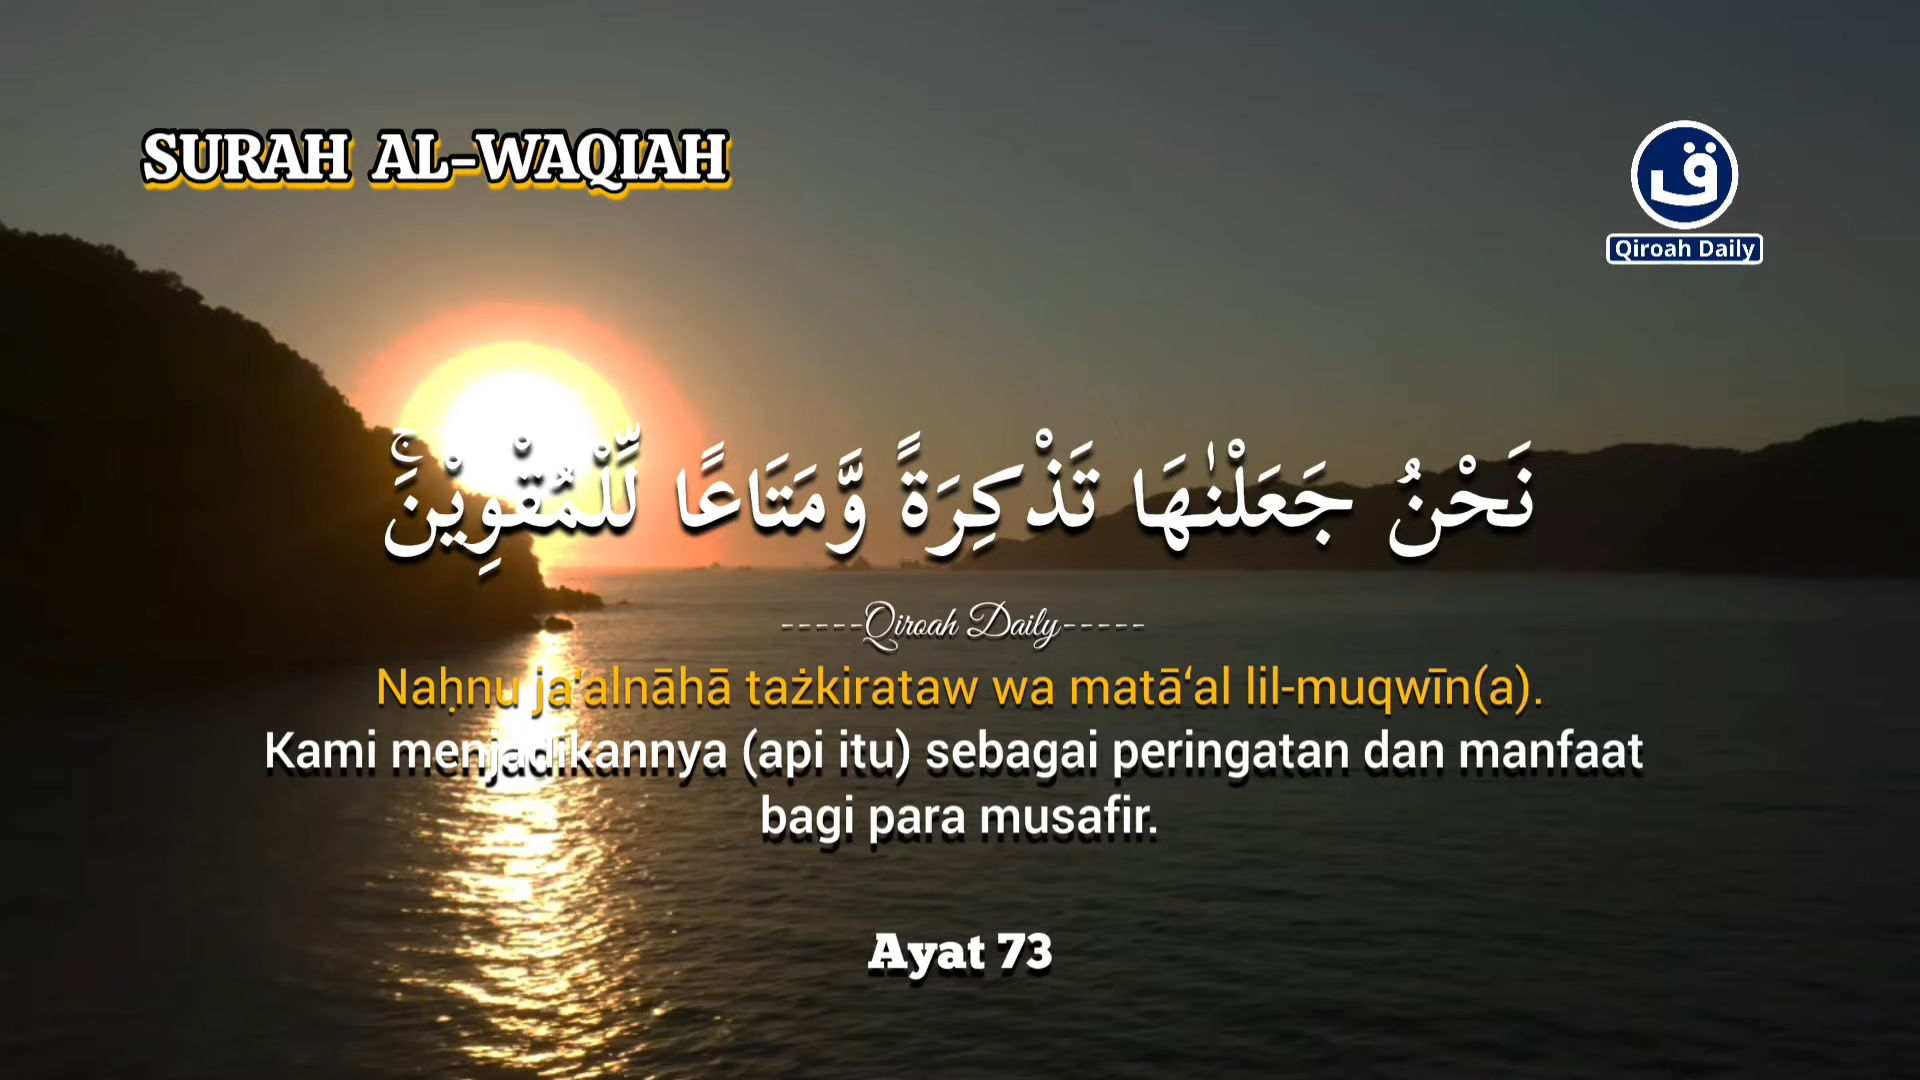 SURAH AL-WAQIAH
ق
Qiroah Daily
نَحْنُ جَعَلْنٰهَا تَذْكِرَةً وَّمَتَاعًا لِّلْمُقْوِيْنَۚ
-----Qiroah Daily-----
Naḥnu ja‘alnāhā tażkirataw wa matā‘al lil-muqwīn(a).
Kami menjadikannya (api itu) sebagai peringatan dan manfaat
bagi para musafir.
Ayat 73